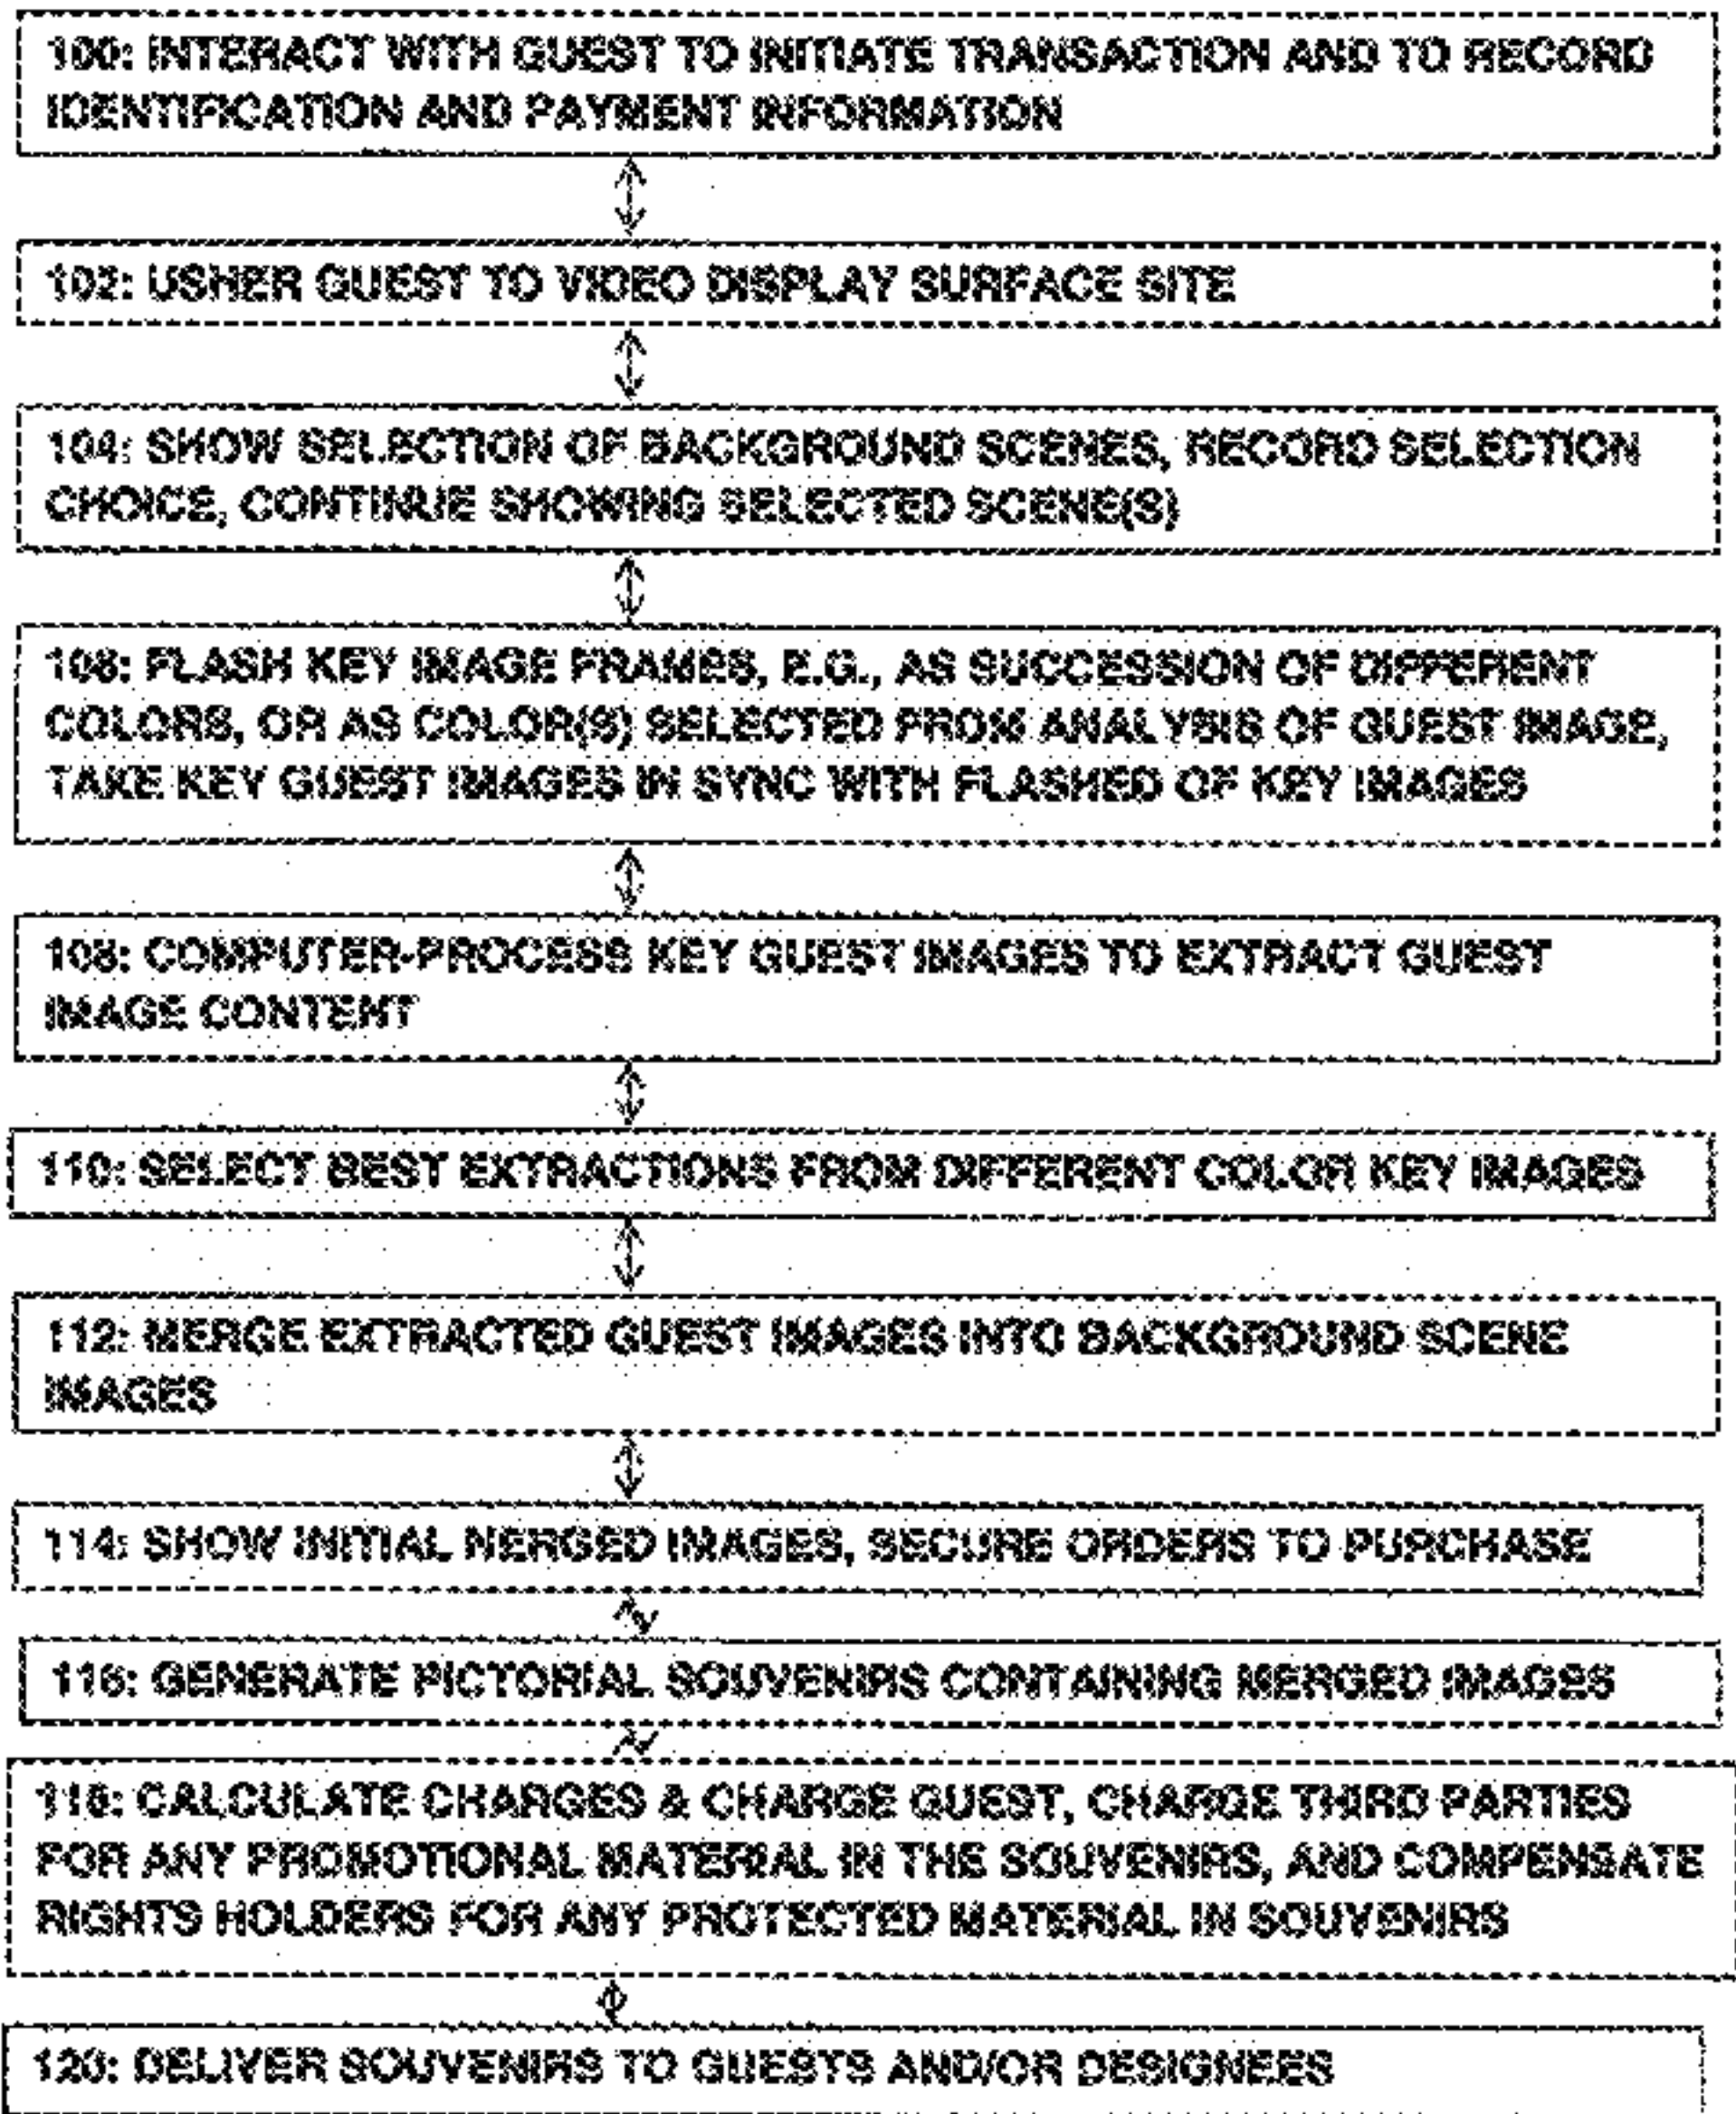 100: INTERACT WITH GUEST TO INITIATE TRANSACTION AND TO RECORD
IDENTIFICATION AND PAYMENT INFORMATION
102: USHER GUEST TO VIDEO DISPLAY SURFACE SITE
104: SHOW SELECTION OF BACKGROUND SCENES, RECORD SELECTION
CHOICE, CONTINUE SHOWING SELECTED SCENE(S)
106: FLASH KEY IMAGE FRAMES, E.G., AS SUCCESSION OF DIFFERENT
COLORS, OR AS COLOR(S) SELECTED FROM ANALYSIS OF GUEST IMAGE,
TAKE KEY GUEST IMAGES IN SYNC WITH FLASHED OF KEY IMAGES
108: COMPUTER-PROCESS KEY GUEST IMAGES TO EXTRACT GUEST
IMAGE CONTENT
110: SELECT BEST EXTRACTIONS FROM DIFFERENT COLOR KEY IMAGES
112: MERGE EXTRACTED GUEST IMAGES INTO BACKGROUND SCENE
IMAGES
114: SHOW INITIAL NERGED IMAGES, SECURE ORDERS TO PURCHASE
116: GENERATE PICTORIAL SOUVENIRS CONTAINING MERGED IMAGES
118: CALCULATE CHARGES & CHARGE GUEST, CHARGE THIRD PARTIES
FOR ANY PROMOTIONAL MATERIAL IN THE SOUVENIRS, AND COMPENSATE
RIGHTS HOLDERS FOR ANY PROTECTED MATERIAL IN SOUVENIRS
120: DELIVER SOUVENIRS TO GUESTS AND/OR DESIGNEES